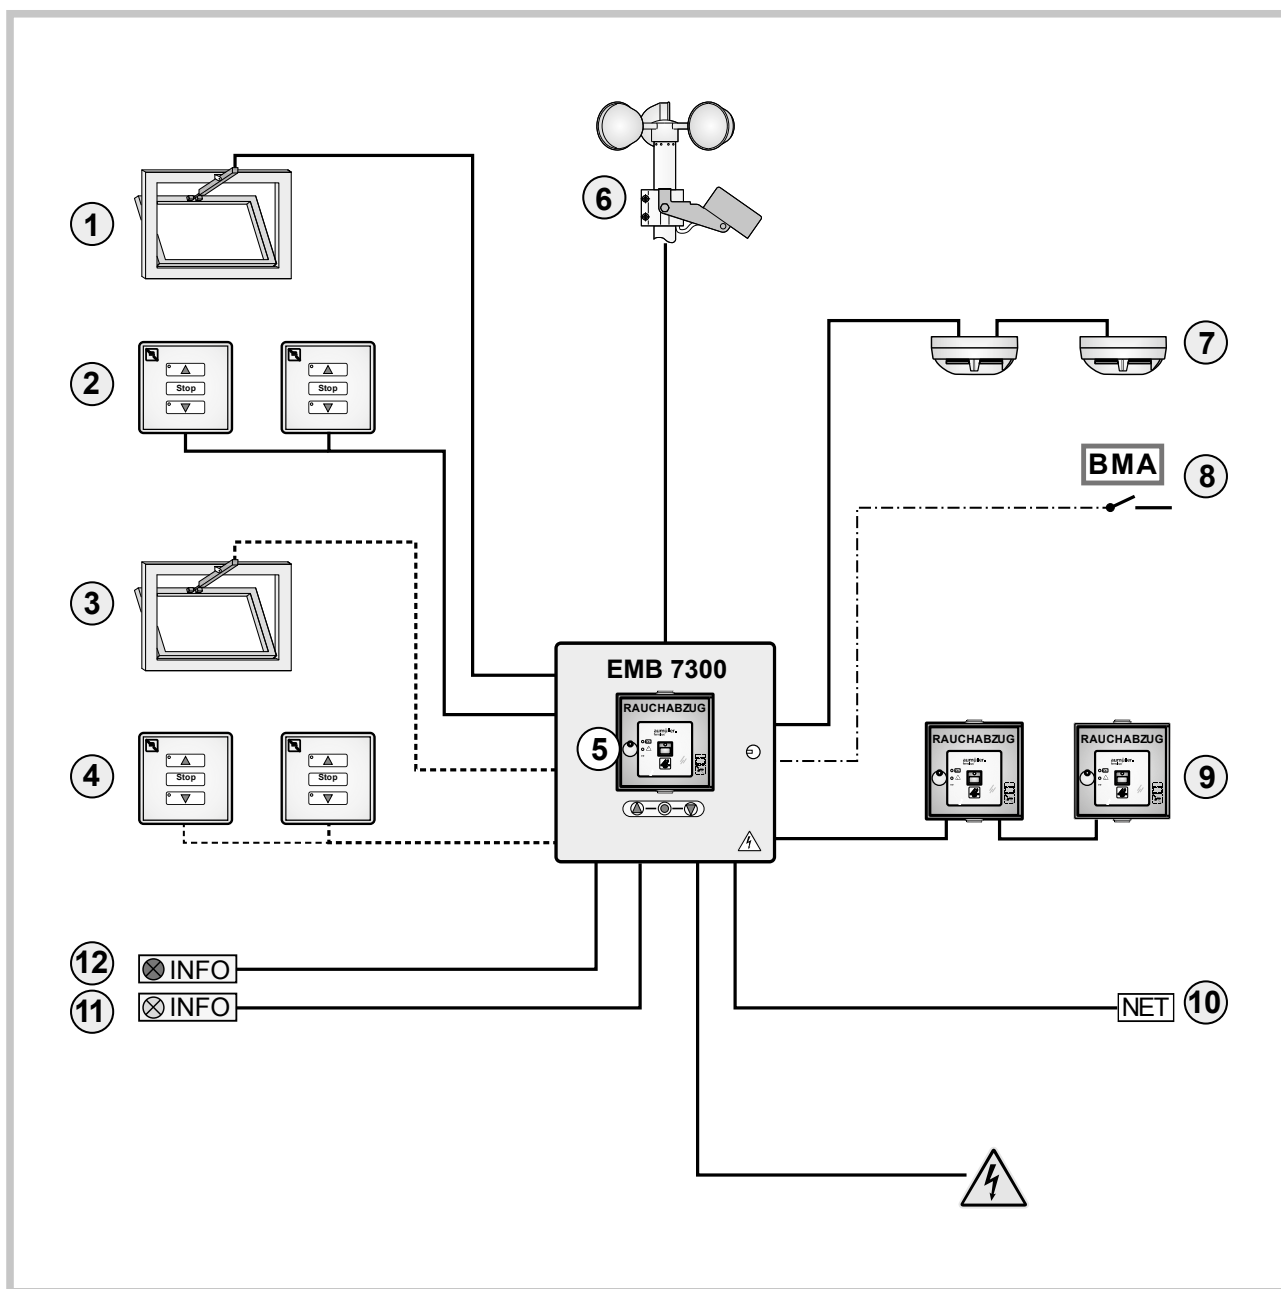 6
1
7
2
Stop
Stop
BMA
8
3
EMB 7300
RAUCHABZUG
5
4
Stop
Stop
RAUCHABZUG
RAUCHABZUG
9
12
INFO
11
INFO
NET
10